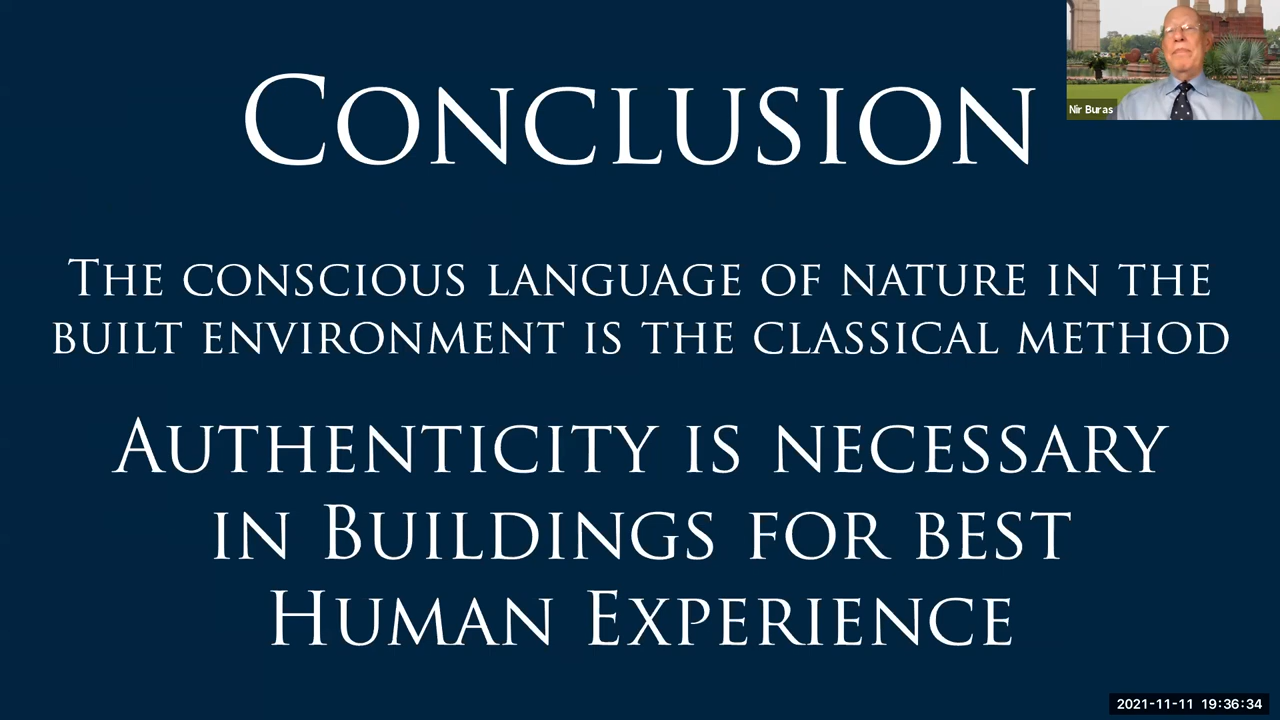 CONCLUSION
Nir Buras
THE CONSCIOUS LANGUAGE OF NATURE IN THE
BUILT ENVIRONMENT IS THE CLASSICAL METHOD
AUTHENTICITY IS NECESSARY
IN BUILDINGS FOR BEST
HUMAN EXPERIENCE
2021-11-11 19:36:34